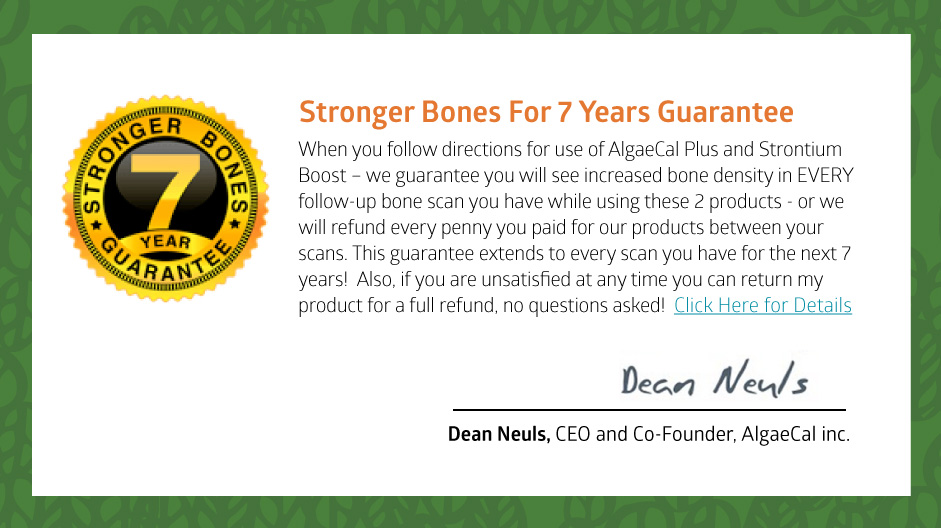 STRONGER BONES
7
YEAR
GUARANTEE
Stronger Bones For 7 Years Guarantee
When you follow directions for use of AlgaeCal Plus and Strontium
Boost – we guarantee you will see increased bone density in EVERY
follow-up bone scan you have while using these 2 products - or we
will refund every penny you paid for our products between your
scans. This guarantee extends to every scan you have for the next 7
years!  Also, if you are unsatisfied at any time you can return my
product for a full refund, no questions asked!  Click Here for Details
Dean Neuls
Dean Neuls, CEO and Co-Founder, AlgaeCal inc.